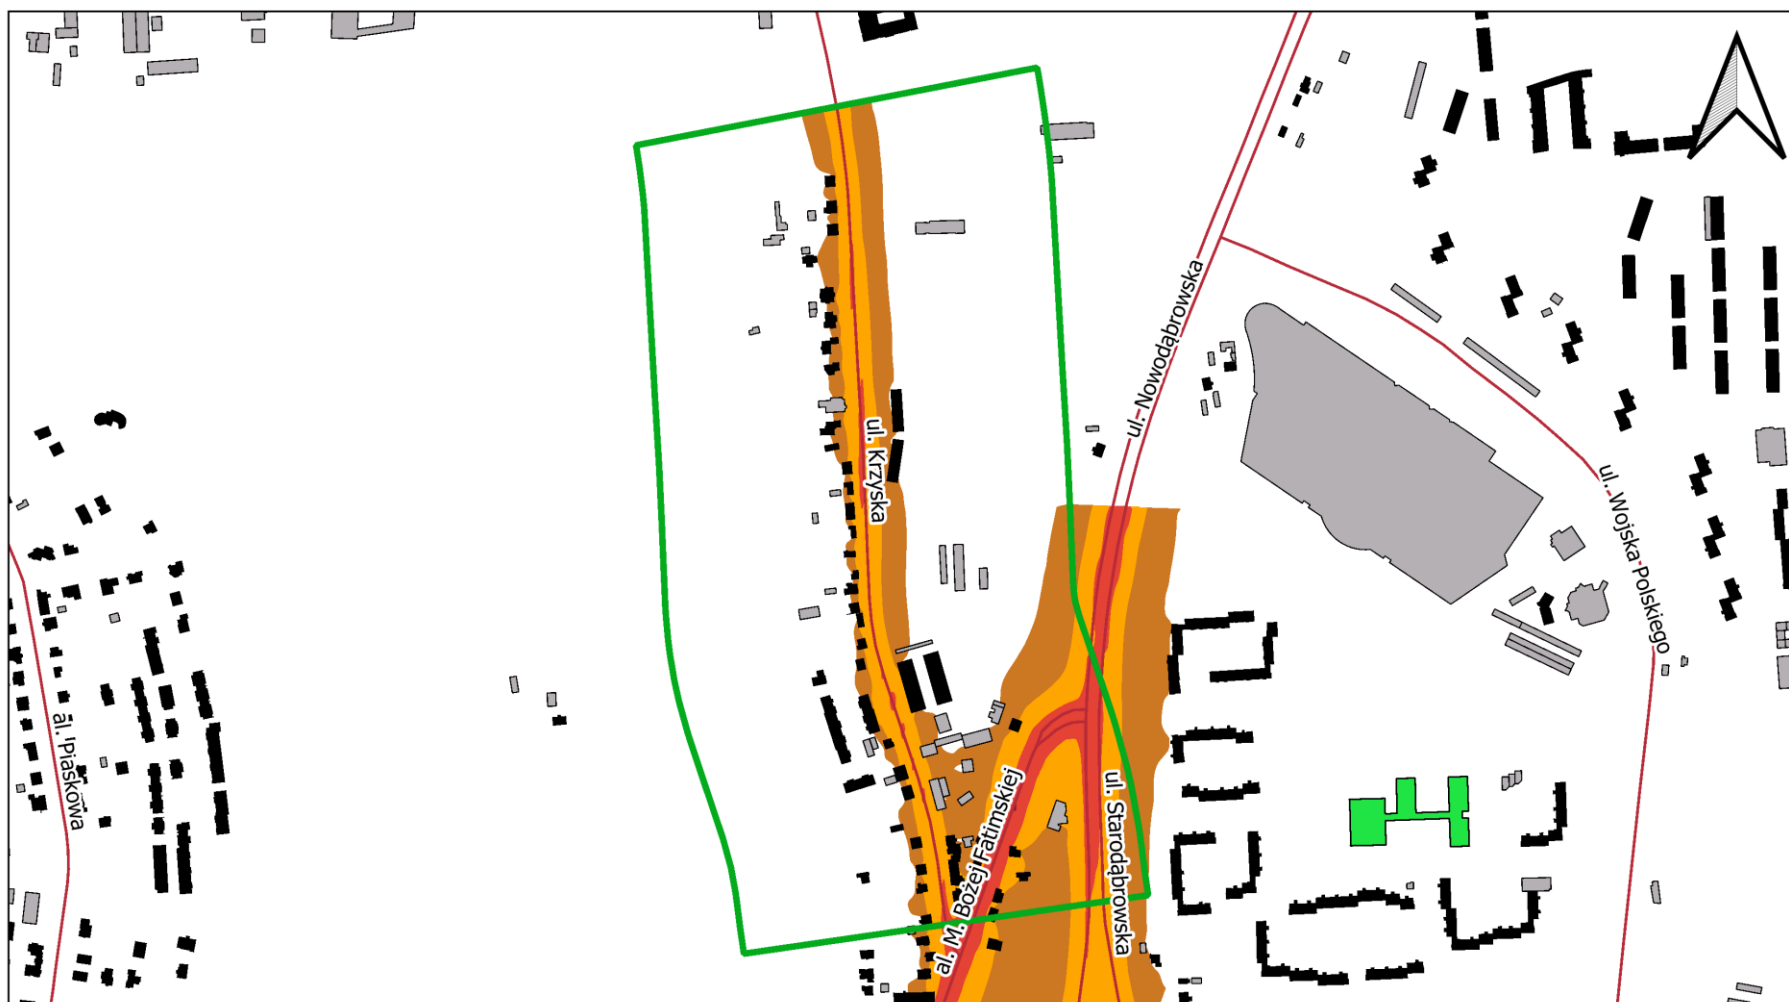 ul. Nowodąbrowska
ul. Krzyska
ul. Wojska Polskiego
al. Piaskowa
al. M. Bożej Fatimskiej
ul. Starodąbrowska